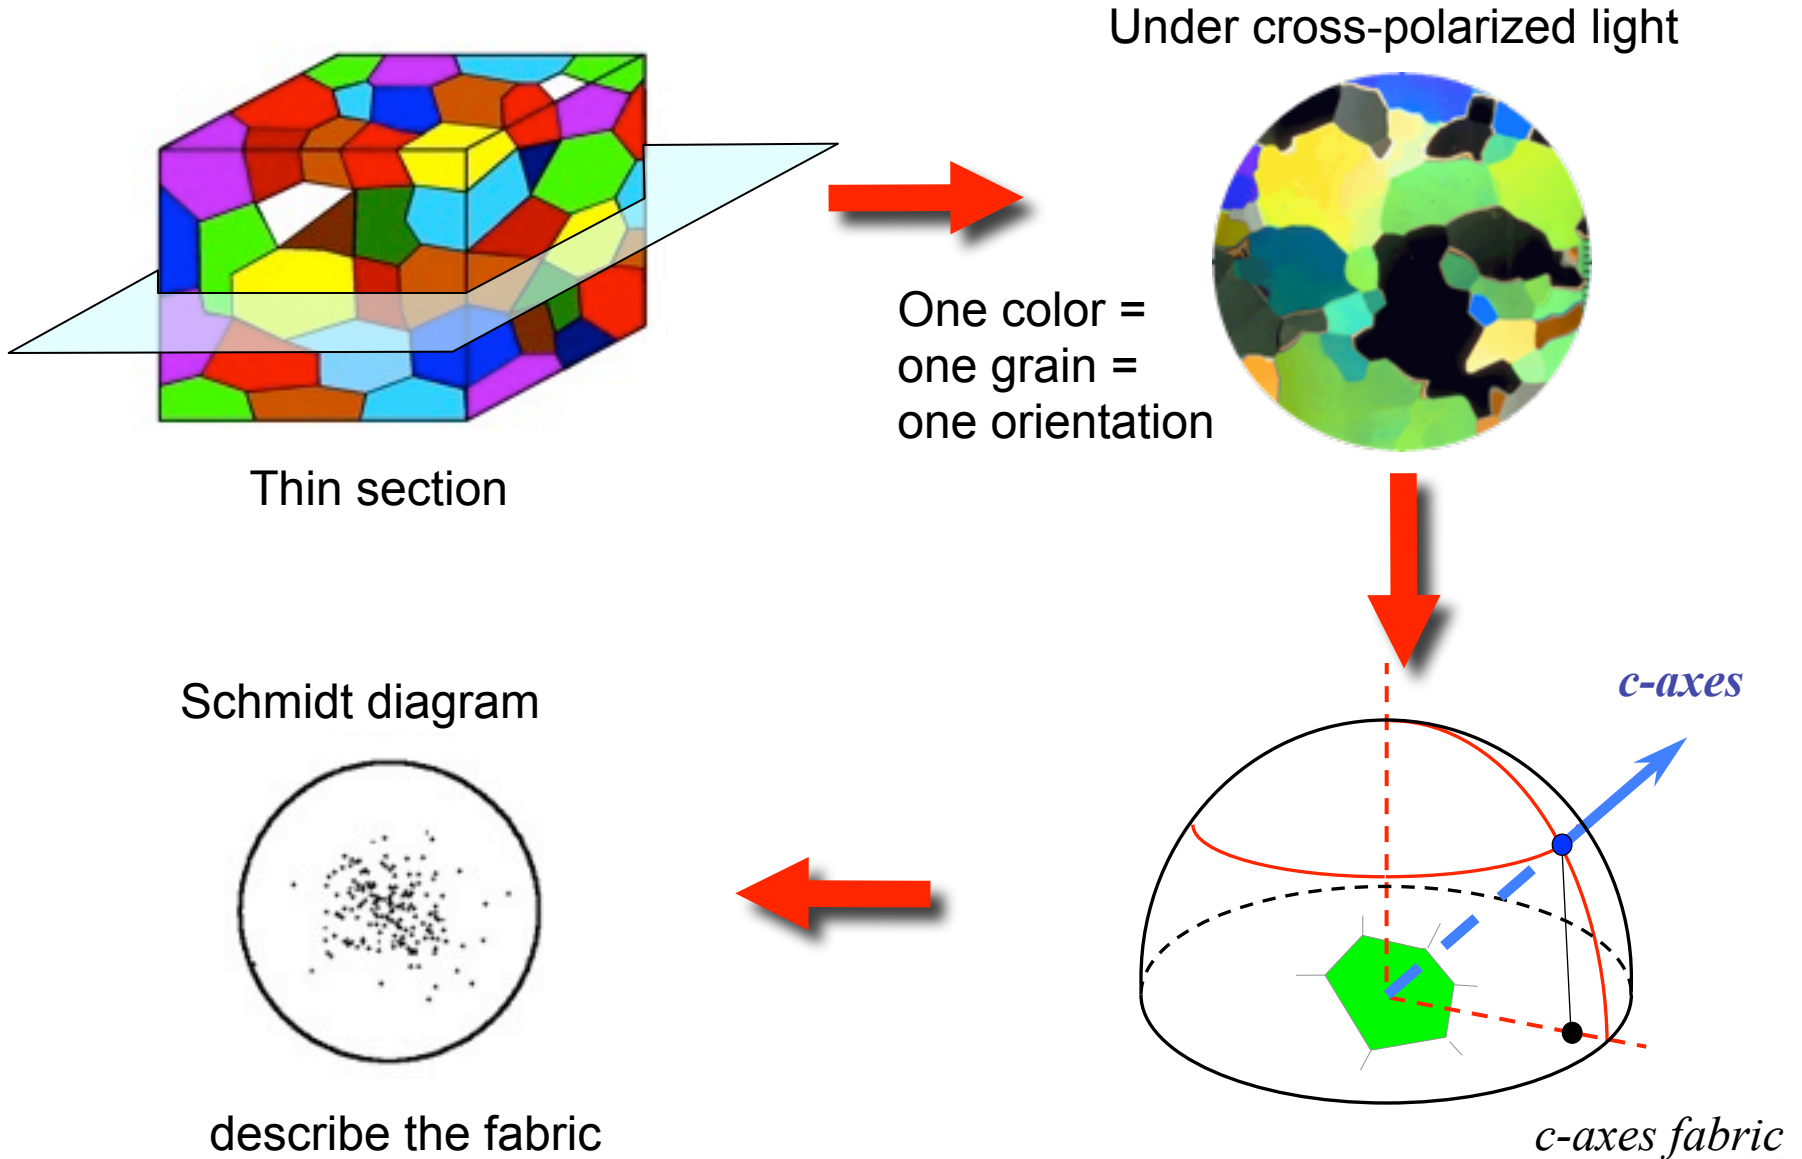 Under cross-polarized light
One color =
one grain =
one orientation
Thin section
Schmidt diagram
c-axes
describe the fabric
c-axes fabric